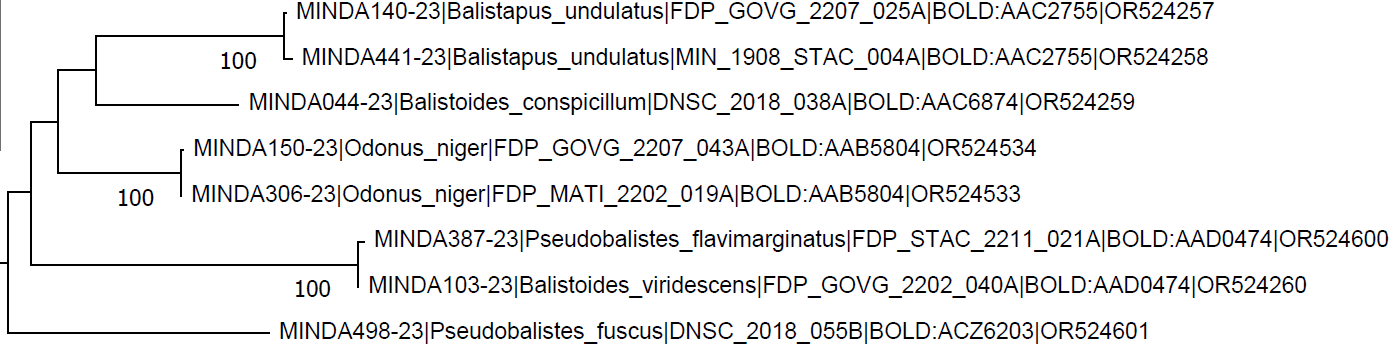 MINDA140-23|Balistapus_undulatus|FDP_GOVG_2207_025A|BOLD:AAC2755|OR524257
100
MINDA441-23|Balistapus_undulatus|MIN_1908_STAC_004A|BOLD:AAC2755|OR524258
MINDA044-23|Balistoides_conspicillum|DNSC_2018_038A|BOLD:AAC6874|OR524259
MINDA150-23|Odonus_niger|FDP_GOVG_2207_043A|BOLD:AAB5804|OR524534
100
MINDA306-23|Odonus_niger|FDP_MATI_2202_019A|BOLD:AAB5804|OR524533
MINDA387-23|Pseudobalistes_flavimarginatus|FDP_STAC_2211_021A|BOLD:AAD0474|OR524600
100
MINDA103-23|Balistoides_viridescens|FDP_GOVG_2202_040A|BOLD:AAD0474|OR524260
MINDA498-23|Pseudobalistes_fuscus|DNSC_2018_055B|BOLD:ACZ6203|OR524601